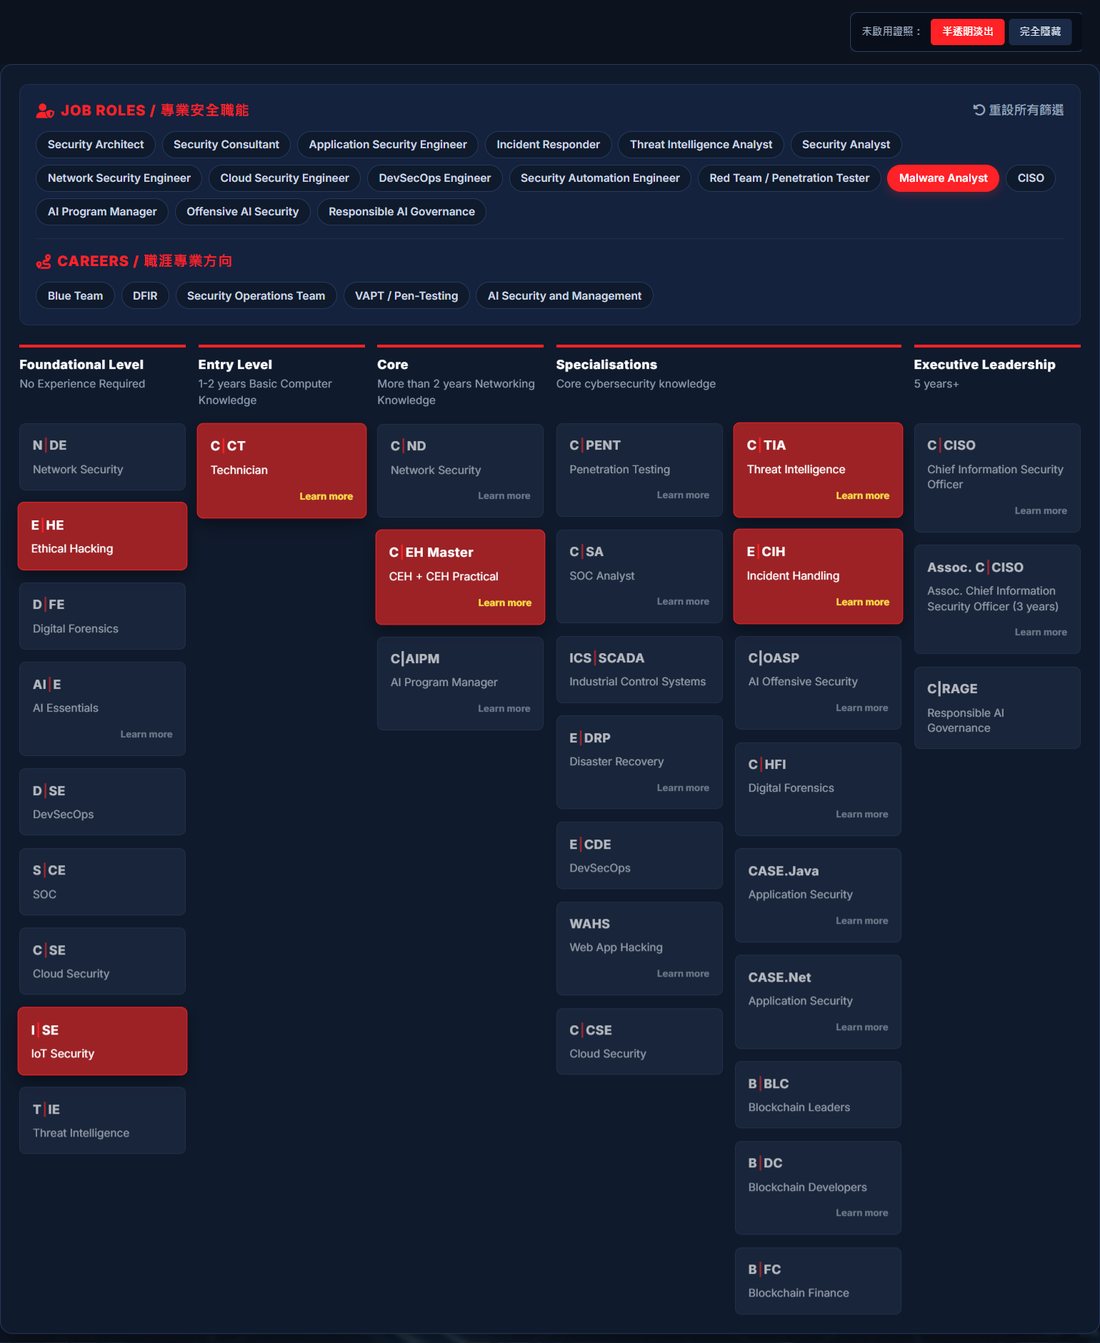 未啟用證照：
半透明淡出
完全隱藏
JOB ROLES / 專業安全職能
重設所有篩選
Security Architect
Security Consultant
Application Security Engineer
Incident Responder
Threat Intelligence Analyst
Security Analyst
Network Security Engineer
Cloud Security Engineer
DevSecOps Engineer
Security Automation Engineer
Red Team / Penetration Tester
Malware Analyst
CISO
AI Program Manager
Offensive AI Security
Responsible AI Governance
CAREERS / 職涯專業方向
Blue Team
DFIR
Security Operations Team
VAPT / Pen-Testing
AI Security and Management
Foundational Level
No Experience Required
N|DE
Network Security
E|HE
Ethical Hacking
D|FE
Digital Forensics
AI|E
AI Essentials
Learn more
D|SE
DevSecOps
S|CE
SOC
C|SE
Cloud Security
I|SE
IoT Security
T|IE
Threat Intelligence
Entry Level
1-2 years Basic Computer
Knowledge
C|CT
Technician
Learn more
Core
More than 2 years Networking
Knowledge
C|ND
Network Security
Learn more
C|EH Master
CEH + CEH Practical
Learn more
C|AIPM
AI Program Manager
Learn more
Specialisations
Core cybersecurity knowledge
C|PENT
Penetration Testing
Learn more
C|SA
SOC Analyst
Learn more
ICS|SCADA
Industrial Control Systems
E|DRP
Disaster Recovery
Learn more
E|CDE
DevSecOps
WAHS
Web App Hacking
Learn more
C|CSE
Cloud Security
C|TIA
Threat Intelligence
Learn more
E|CIH
Incident Handling
Learn more
C|OASP
AI Offensive Security
Learn more
C|HFI
Digital Forensics
Learn more
CASE.Java
Application Security
Learn more
CASE.Net
Application Security
Learn more
B|BLC
Blockchain Leaders
B|DC
Blockchain Developers
Learn more
B|FC
Blockchain Finance
Executive Leadership
5 years+
C|CISO
Chief Information Security
Officer
Learn more
Assoc. C|CISO
Assoc. Chief Information
Security Officer (3 years)
Learn more
C|RAGE
Responsible AI
Governance